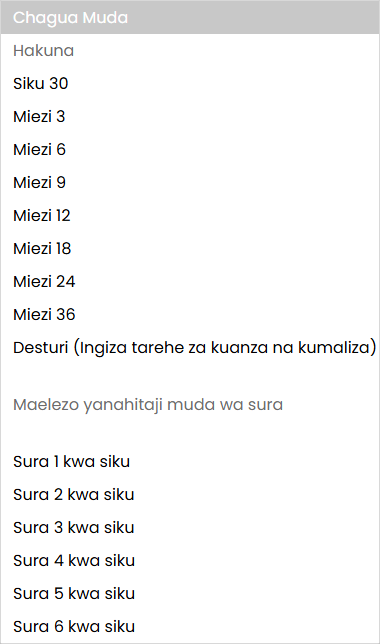 Chagua Muda
Hakuna
Siku 30
Miezi 3
Miezi 6
Miezi 9
Miezi 12
Miezi 18
Miezi 24
Miezi 36
Desturi (Ingiza tarehe za kuanza na kumaliza)
Maelezo yanahitaji muda wa sura
Sura 1 kwa siku
Sura 2 kwa siku
Sura 3 kwa siku
Sura 4 kwa siku
Sura 5 kwa siku
Sura 6 kwa siku